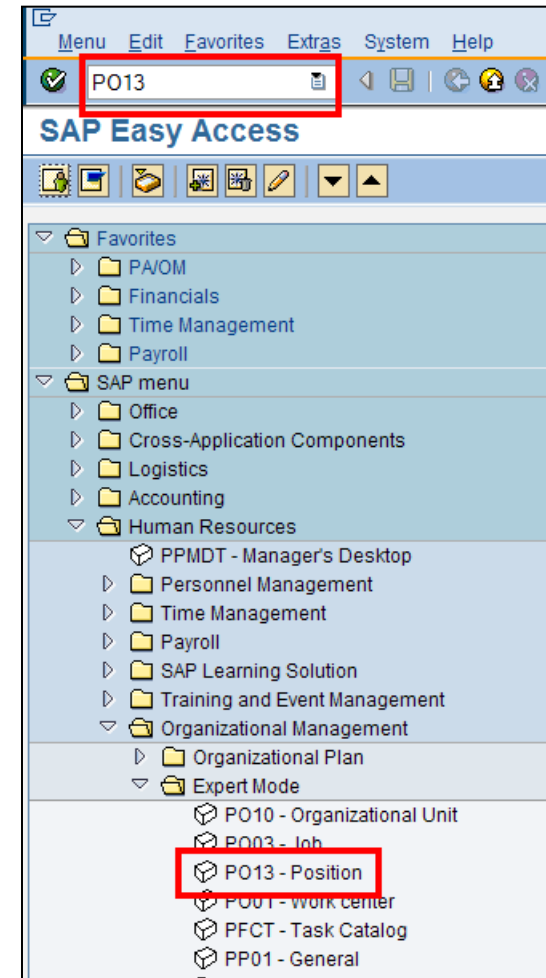 Menu Edit Favorites Extras System Help
PO13
SAP Easy Access
Favorites
PA/OM
Financials
Time Management
Payroll
SAP menu
Office
Cross-Application Components
Logistics
Accounting
Human Resources
PPMDT - Manager's Desktop
Personnel Management
Time Management
Payroll
SAP Learning Solution
Training and Event Management
Organizational Management
Organizational Plan
Expert Mode
PO10 - Organizational Unit
PO03 - Job
PO13 - Position
PO01 - Work center
PFCT - Task Catalog
PP01 - General